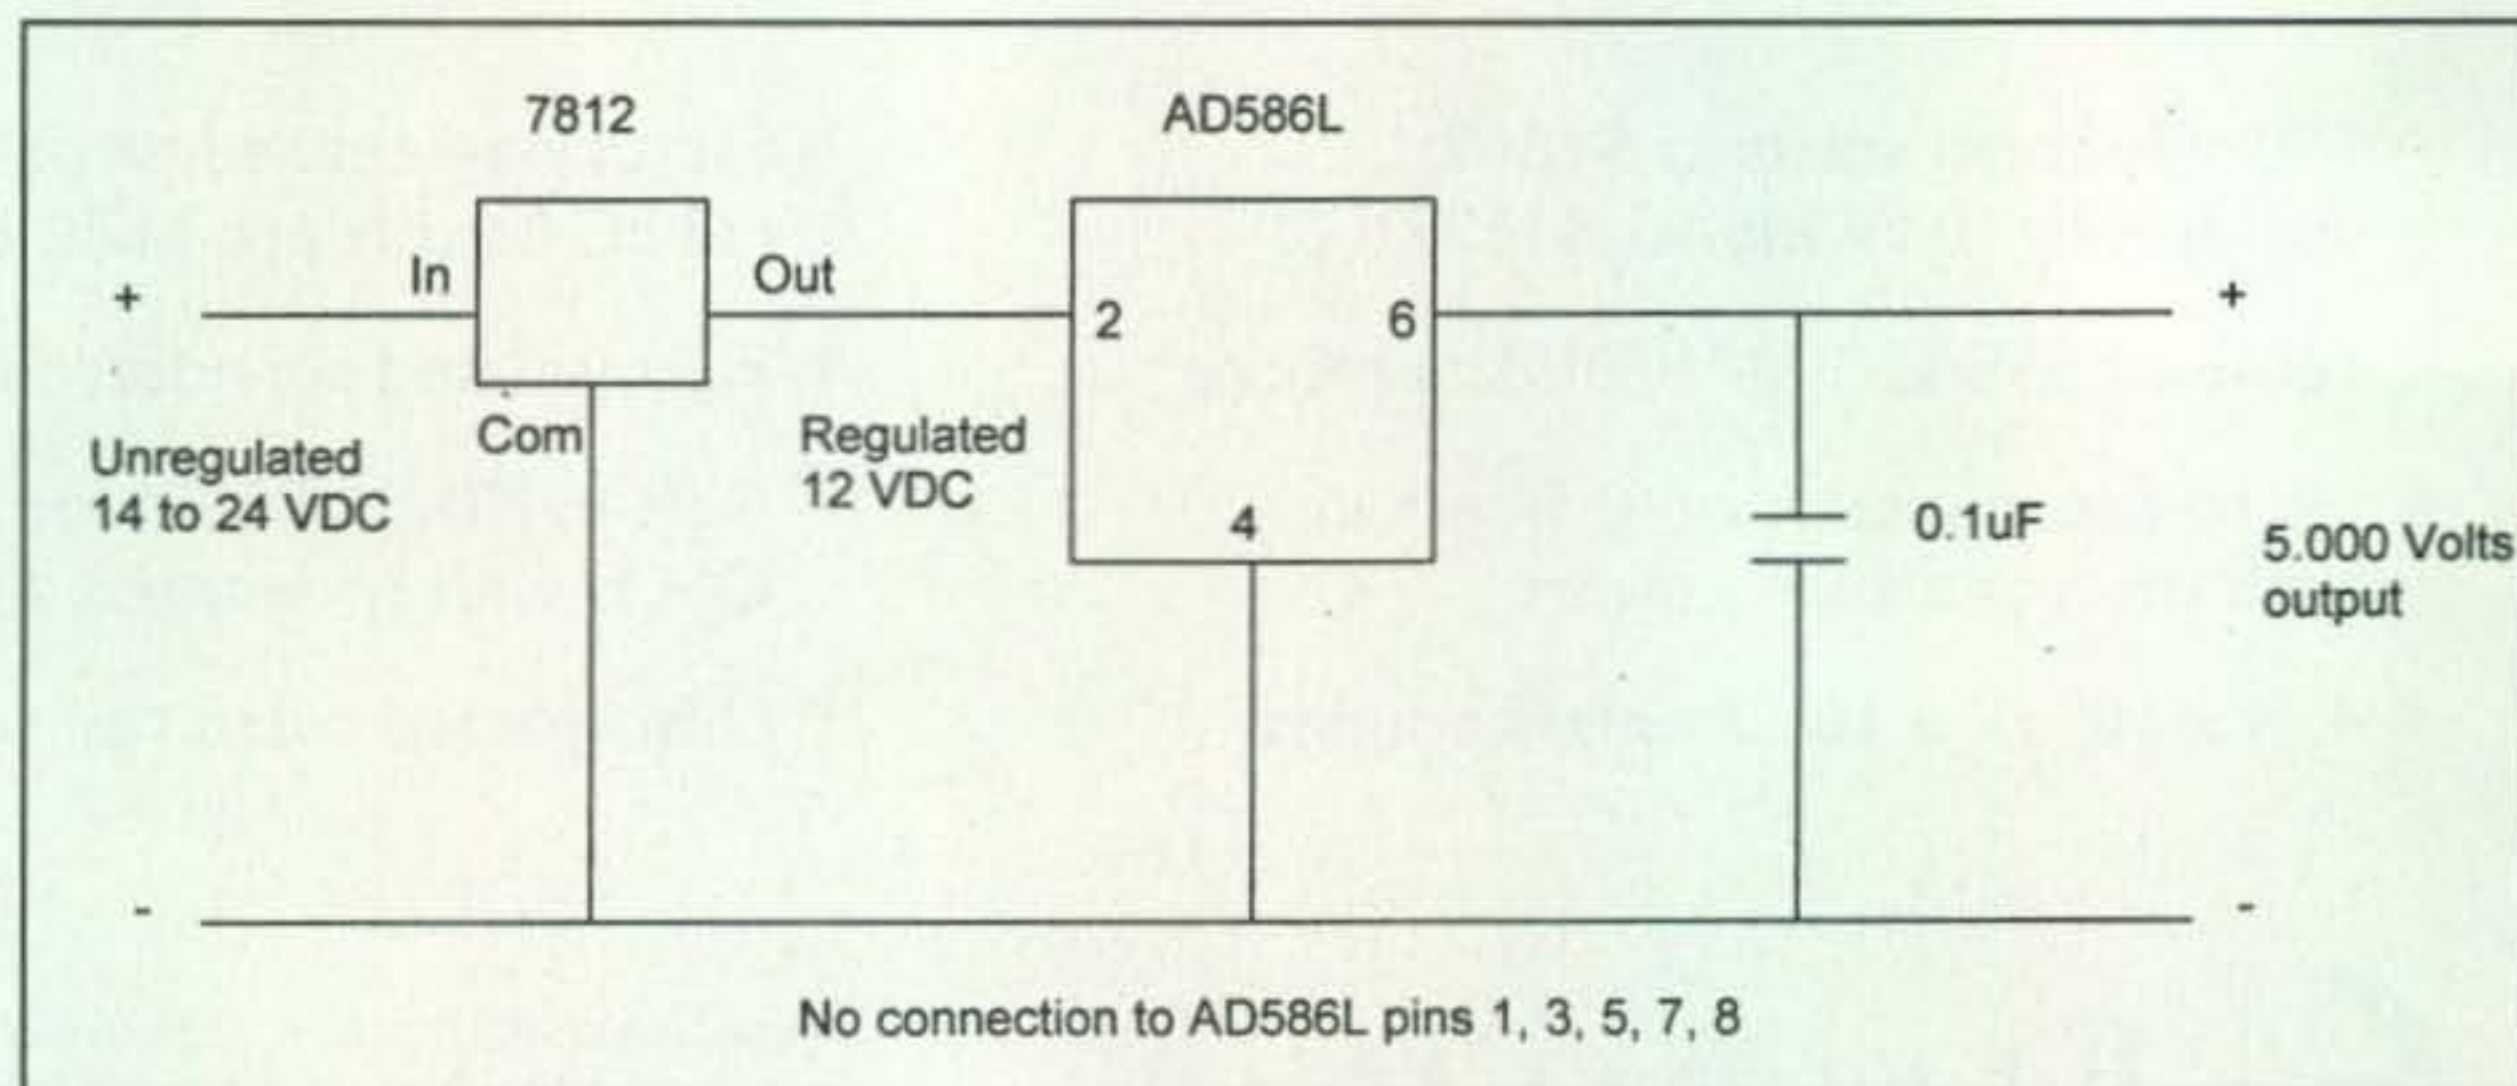 7812
AD586L
In
Out
+
+
2
6
Com
Unregulated
14 to 24 VDC
Regulated
12 VDC
4
0.1uF
5.000 Volts
output
-
-
No connection to AD586L pins 1, 3, 5, 7, 8